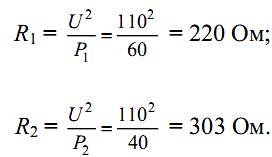 R₁ = U²/P₁ = 110²/60 = 220 Ом;
R₂ = U²/P₂ = 110²/40 = 303 Ом.